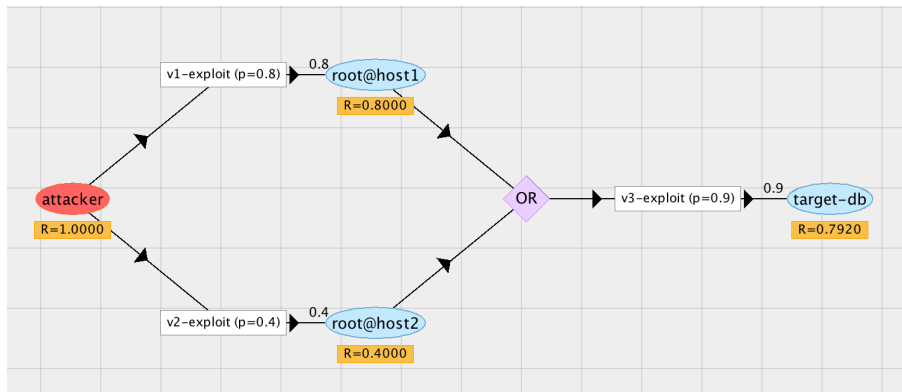 v1-exploit (p=0.8)
0.8
root@host1
R=0.8000
attacker
R=1.0000
OR
v3-exploit (p=0.9)
0.9
target-db
R=0.7920
v2-exploit (p=0.4)
0.4
root@host2
R=0.4000